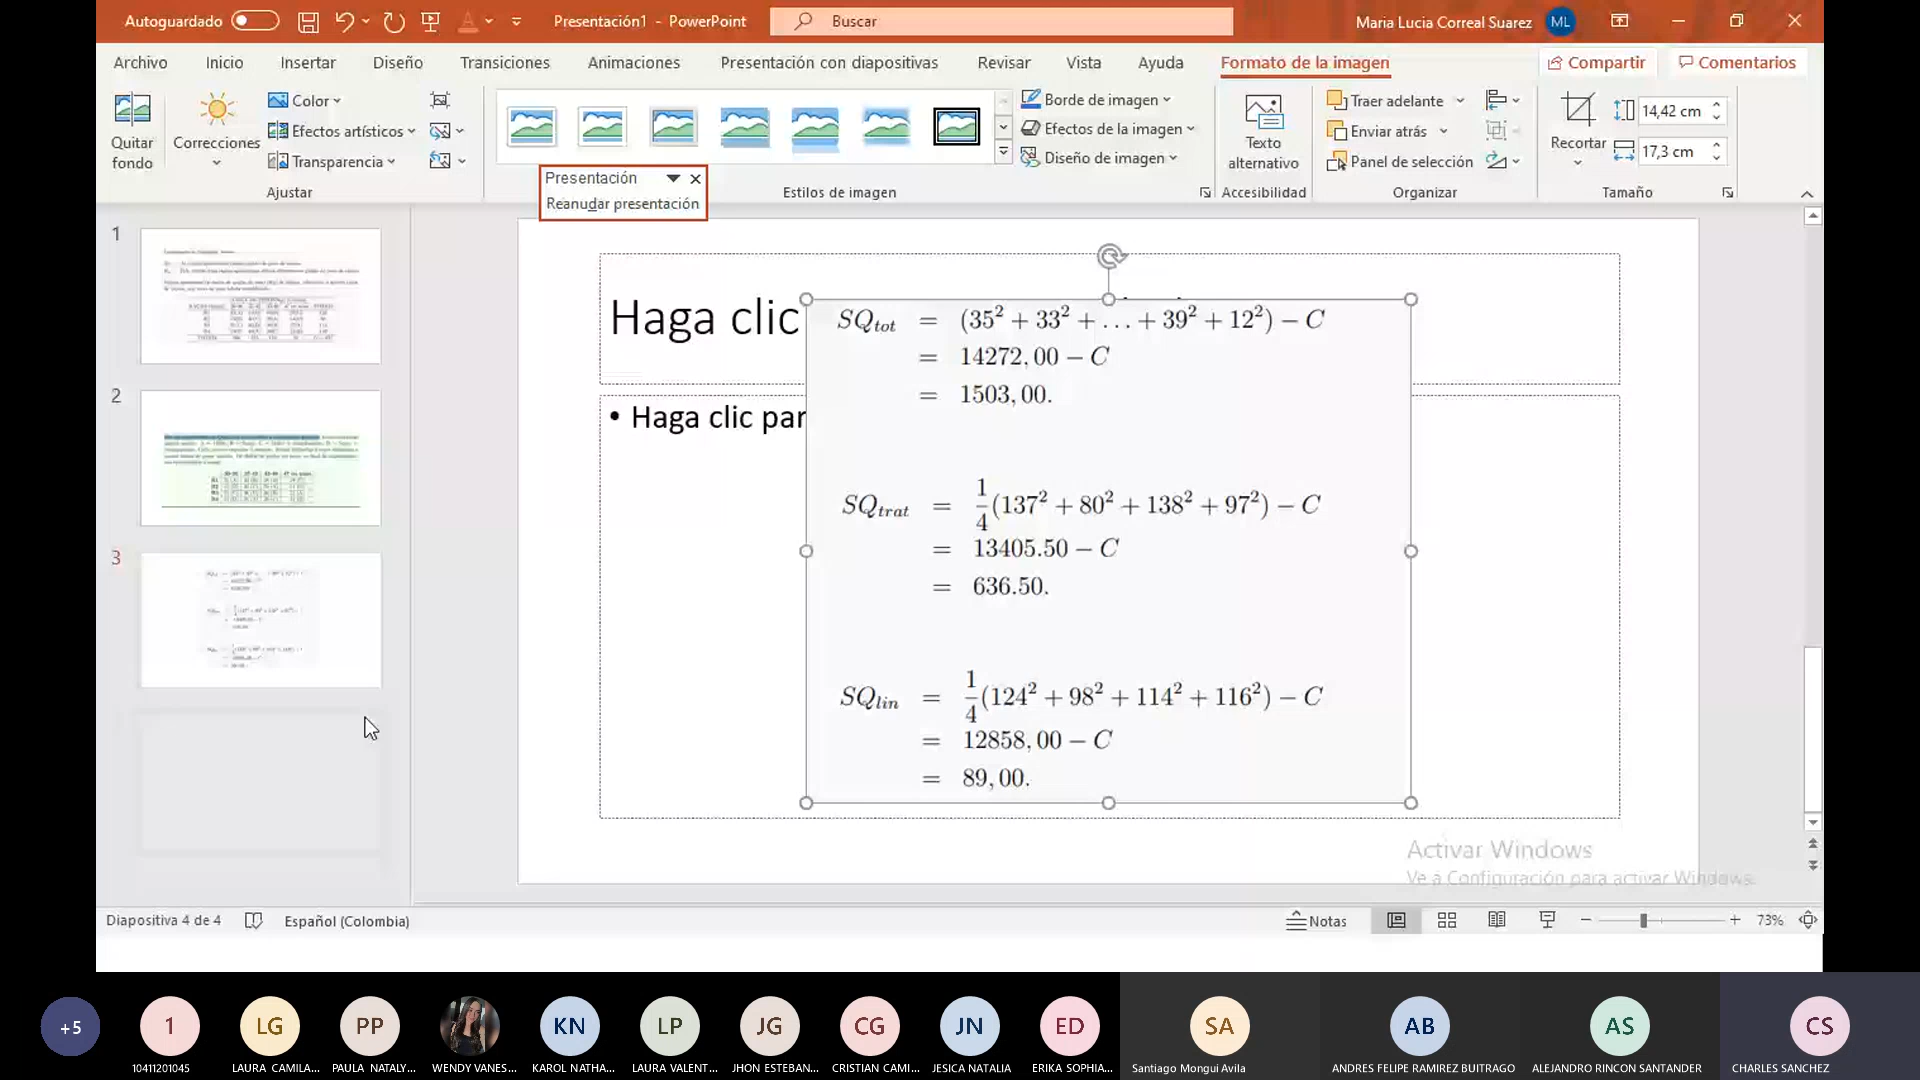 Autoguardado
Presentación1 - PowerPoint
Buscar
Maria Lucia Correal Suarez
ML
Archivo
Inicio
Insertar
Diseño
Transiciones
Animaciones
Presentación con diapositivas
Revisar
Vista
Ayuda
Formato de la imagen
Compartir
Comentarios
Quitar fondo
Correcciones
Color
Efectos artísticos
Transparencia
Borde de imagen
Efectos de la imagen
Diseño de imagen
Texto alternativo
Traer adelante
Enviar atrás
Panel de selección
Recortar
14,42 cm
17,3 cm
Ajustar
Estilos de imagen
Accesibilidad
Organizar
Tamaño
Presentación
Reanudar presentación
1
2
3
Haga clic
• Haga clic par
SQ_tot = (35² + 33² + … + 39² + 12²) − C
= 14272,00 − C
= 1503,00.
SQ_trat = 1/4(137² + 80² + 138² + 97²) − C
= 13405.50 − C
= 636.50.
SQ_lin = 1/4(124² + 98² + 114² + 116²) − C
= 12858,00 − C
= 89,00.
Activar Windows
Ve a Configuración para activar Windows.
Diapositiva 4 de 4
Español (Colombia)
Notas
73%
+5
1
LG
PP
KN
LP
JG
CG
JN
ED
SA
AB
AS
CS
10411201045
LAURA CAMILA...
PAULA NATALY...
WENDY VANES...
KAROL NATHA...
LAURA VALENT...
JHON ESTEBAN...
CRISTIAN CAMI...
JESICA NATALIA
ERIKA SOPHIA...
Santiago Mongui Avila
ANDRES FELIPE RAMIREZ BUITRAGO
ALEJANDRO RINCON SANTANDER
CHARLES SANCHEZ